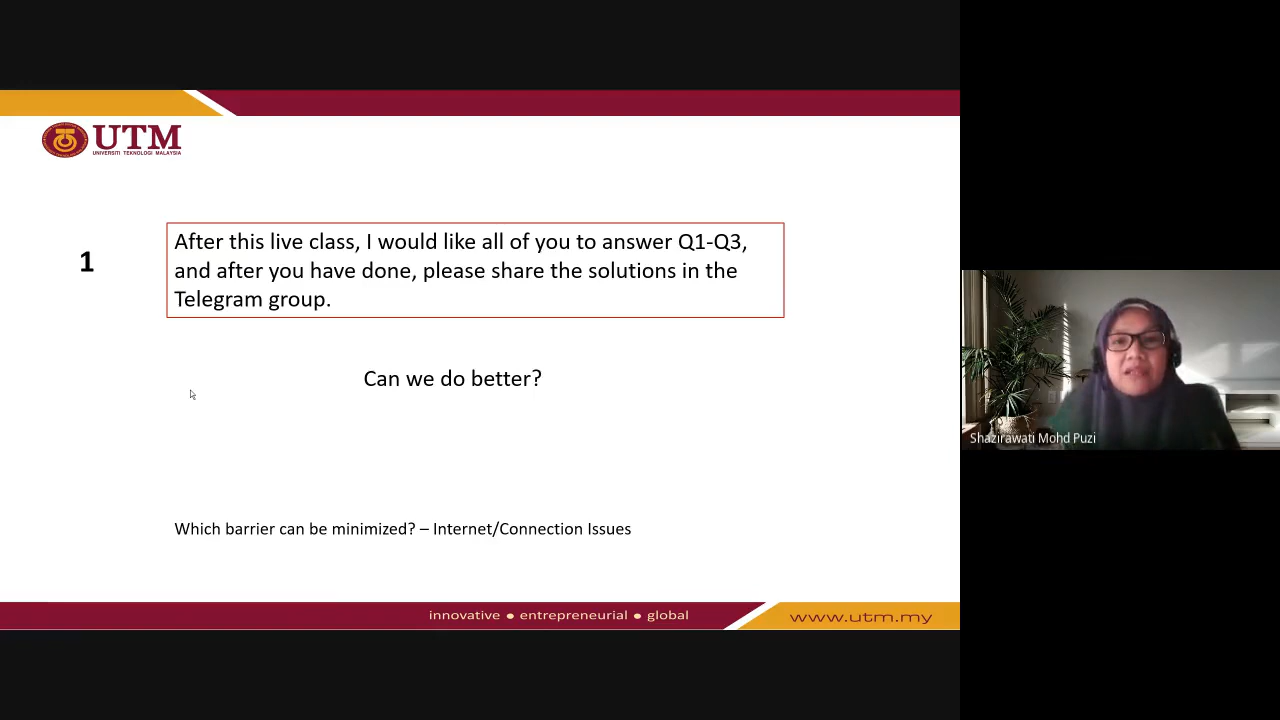 UTM
UNIVERSITI TEKNOLOGI MALAYSIA
1
After this live class, I would like all of you to answer Q1-Q3,
and after you have done, please share the solutions in the
Telegram group.
Can we do better?
Which barrier can be minimized? – Internet/Connection Issues
innovative ● entrepreneurial ● global
www.utm.my
Shazirawati Mohd Puzi